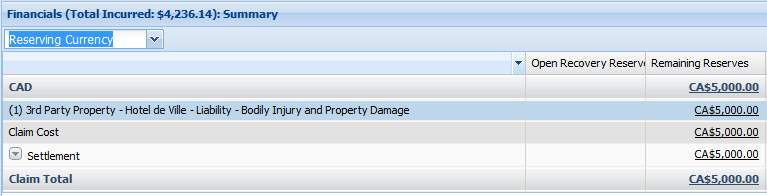 Financials (Total Incurred: $4,236.14): Summary
Reserving Currency
Open Recovery Reserv Remaining Reserves
CAD CA$5,000.00
(1) 3rd Party Property - Hotel de Ville - Liability - Bodily Injury and Property Damage CA$5,000.00
Claim Cost CA$5,000.00
Settlement CA$5,000.00
Claim Total CA$5,000.00